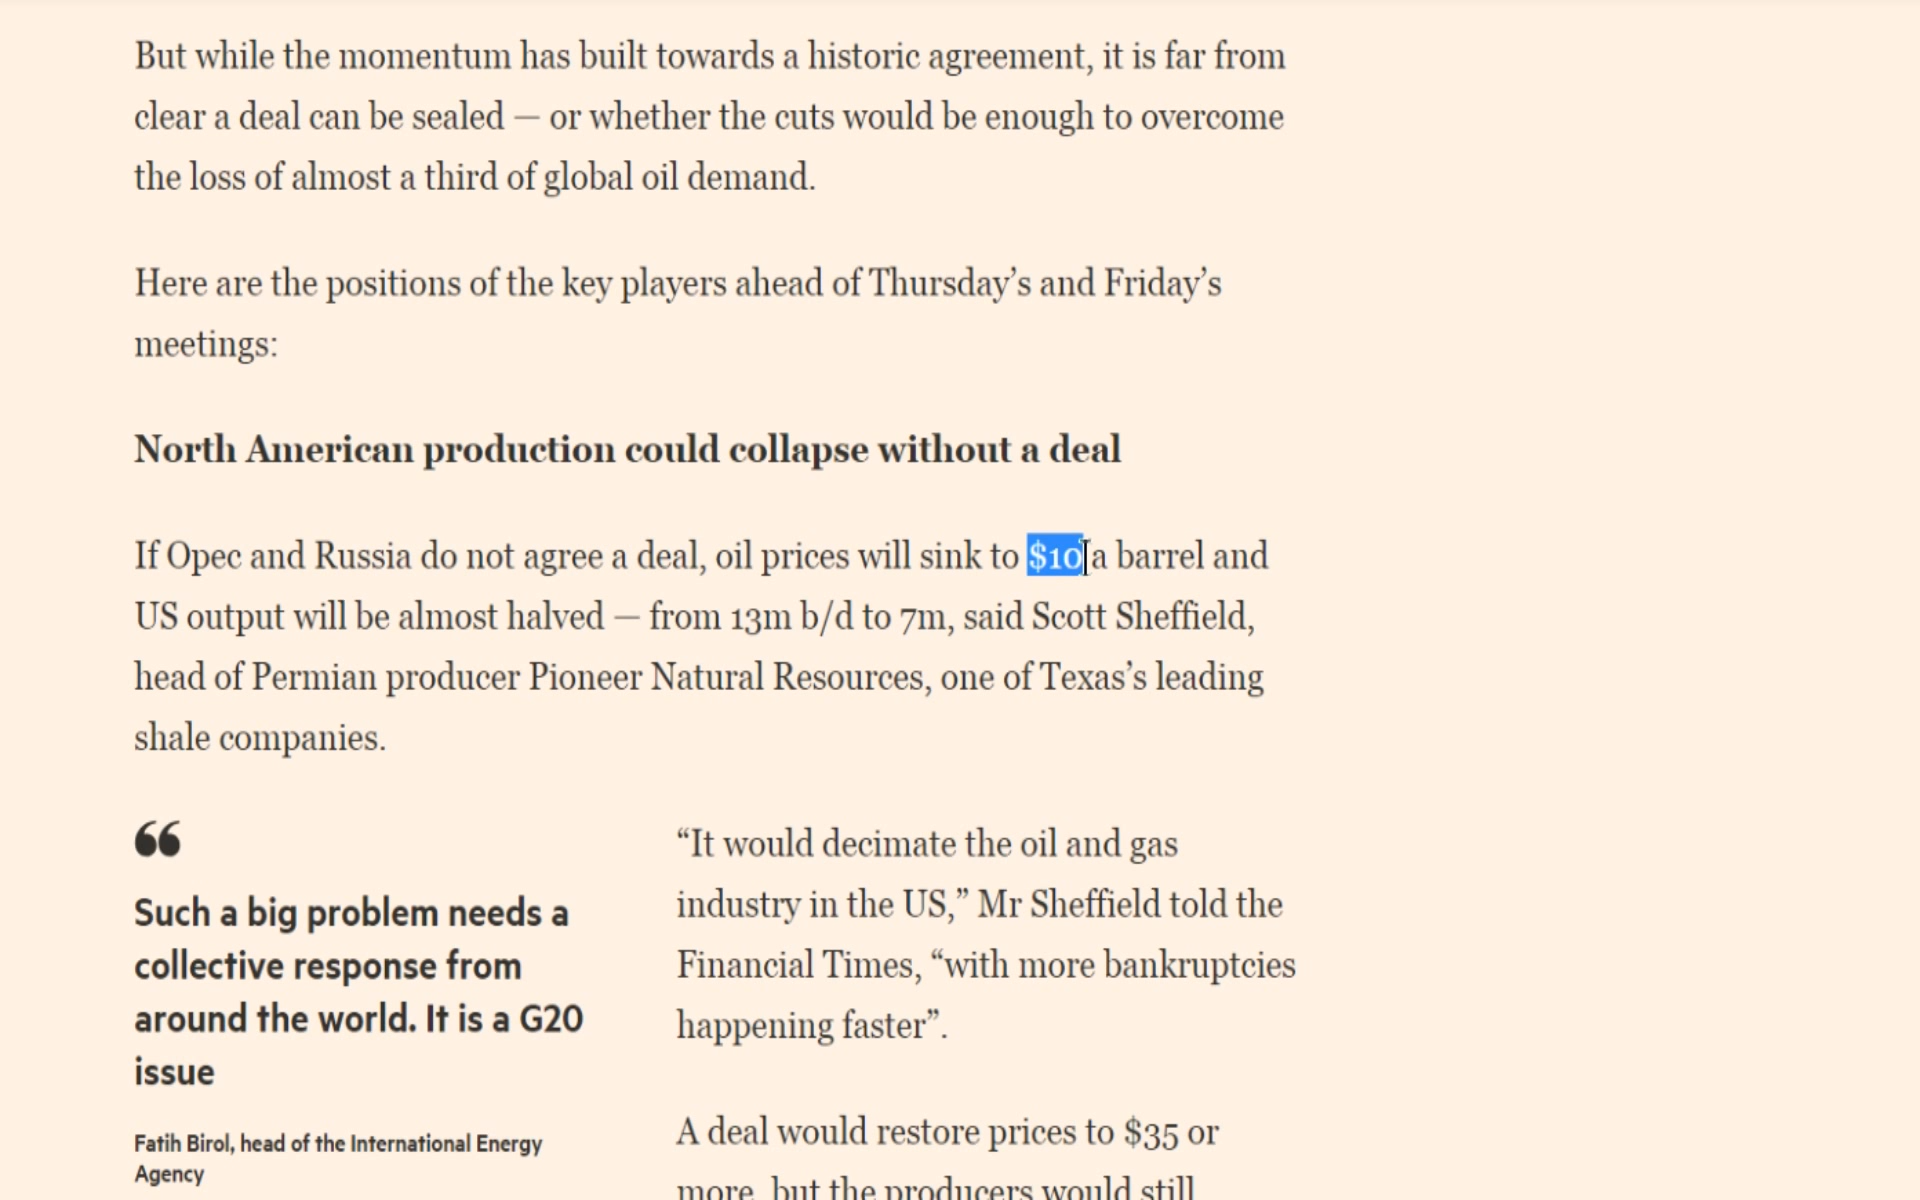 But while the momentum has built towards a historic agreement, it is far from
clear a deal can be sealed — or whether the cuts would be enough to overcome
the loss of almost a third of global oil demand.
Here are the positions of the key players ahead of Thursday’s and Friday’s
meetings:
North American production could collapse without a deal
If Opec and Russia do not agree a deal, oil prices will sink to $10 a barrel and
US output will be almost halved — from 13m b/d to 7m, said Scott Sheffield,
head of Permian producer Pioneer Natural Resources, one of Texas’s leading
shale companies.
“
Such a big problem needs a
collective response from
around the world. It is a G20
issue
Fatih Birol, head of the International Energy
Agency
“It would decimate the oil and gas
industry in the US,” Mr Sheffield told the
Financial Times, “with more bankruptcies
happening faster”.
A deal would restore prices to $35 or
more, but the producers would still